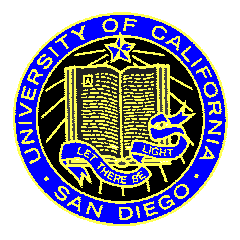 UNIVERSITY OF CALIFORNIA
SAN DIEGO
A
LET THERE BE
LIGHT